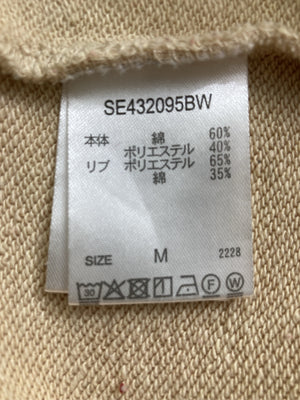 SE432095BW
本体 綿 60%
ポリエステル 40%
リブ ポリエステル 65%
綿 35%
SIZE M 2228
30 F W